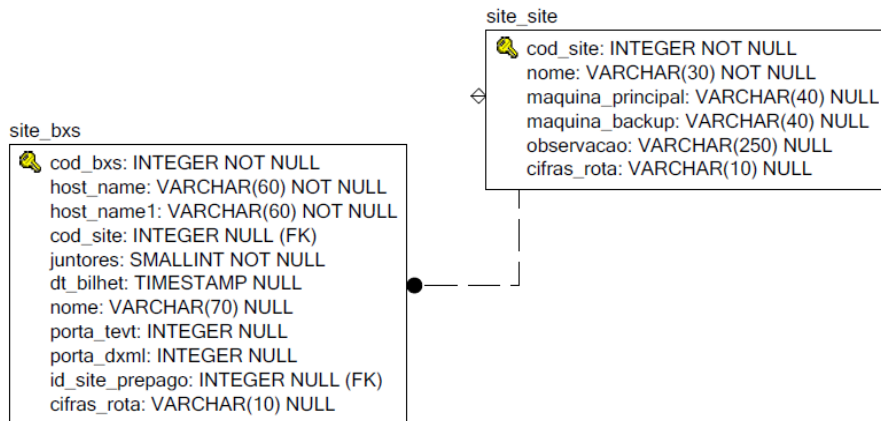 site_site
cod_site: INTEGER NOT NULL
nome: VARCHAR(30) NOT NULL
maquina_principal: VARCHAR(40) NULL
maquina_backup: VARCHAR(40) NULL
observacao: VARCHAR(250) NULL
cifras_rota: VARCHAR(10) NULL
site_bxs
cod_bxs: INTEGER NOT NULL
host_name: VARCHAR(60) NOT NULL
host_name1: VARCHAR(60) NOT NULL
cod_site: INTEGER NULL (FK)
juntores: SMALLINT NOT NULL
dt_bilhet: TIMESTAMP NULL
nome: VARCHAR(70) NULL
porta_tevt: INTEGER NULL
porta_dxml: INTEGER NULL
id_site_prepago: INTEGER NULL (FK)
cifras_rota: VARCHAR(10) NULL